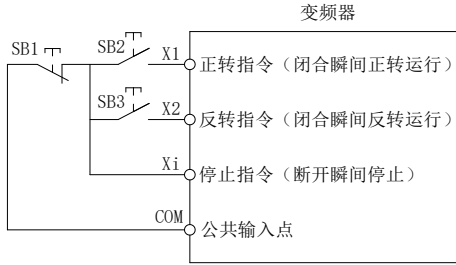 变频器
SB1
SB2
X1
正转指令（闭合瞬间正转运行）
SB3
X2
反转指令（闭合瞬间反转运行）
Xi
停止指令（断开瞬间停止）
COM
公共输入点